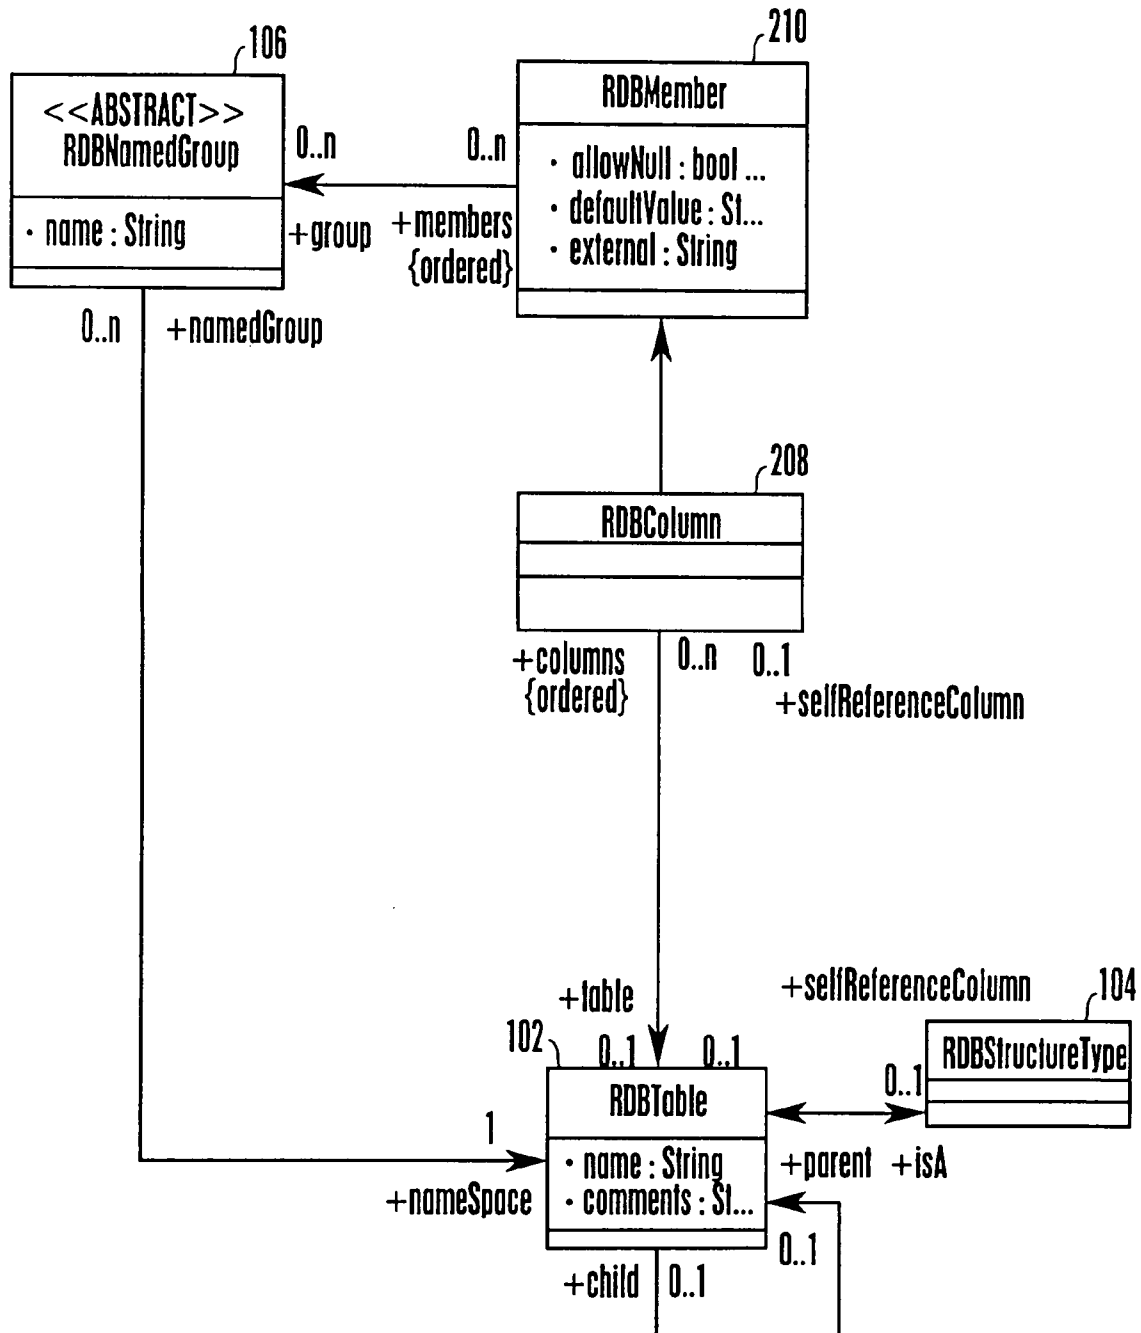 106
210
<<ABSTRACT>>
RDBNamedGroup
· name : String
0..n
0..n
+group
+members
{ordered}
RDBMember
· allowNull : bool ...
· defaultValue : St...
· external : String
0..n
+namedGroup
208
RDBColumn
+columns
{ordered}
0..n
0..1
+selfReferenceColumn
+table
+selfReferenceColumn
104
102
0..1
0..1
RDBStructureType
RDBTable
0..1
1
+nameSpace
· name : String
· comments : St...
+parent
+isA
0..1
+child
0..1